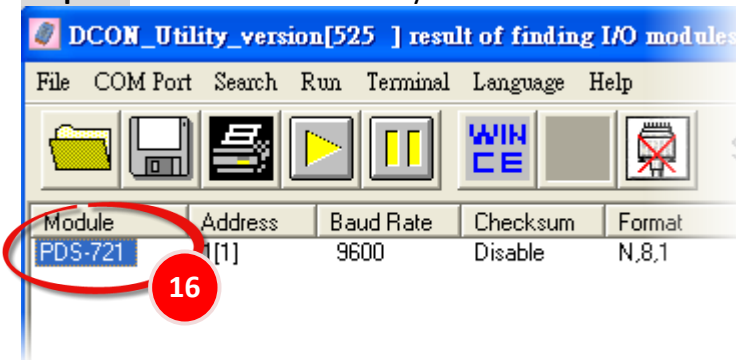 DCON_Utility_version[525 ] result of finding I/O modules
File COM Port Search Run Terminal Language Help
WIN
CE
Module Address Baud Rate Checksum Format
PDS-721 1[1] 9600 Disable N,8,1
16